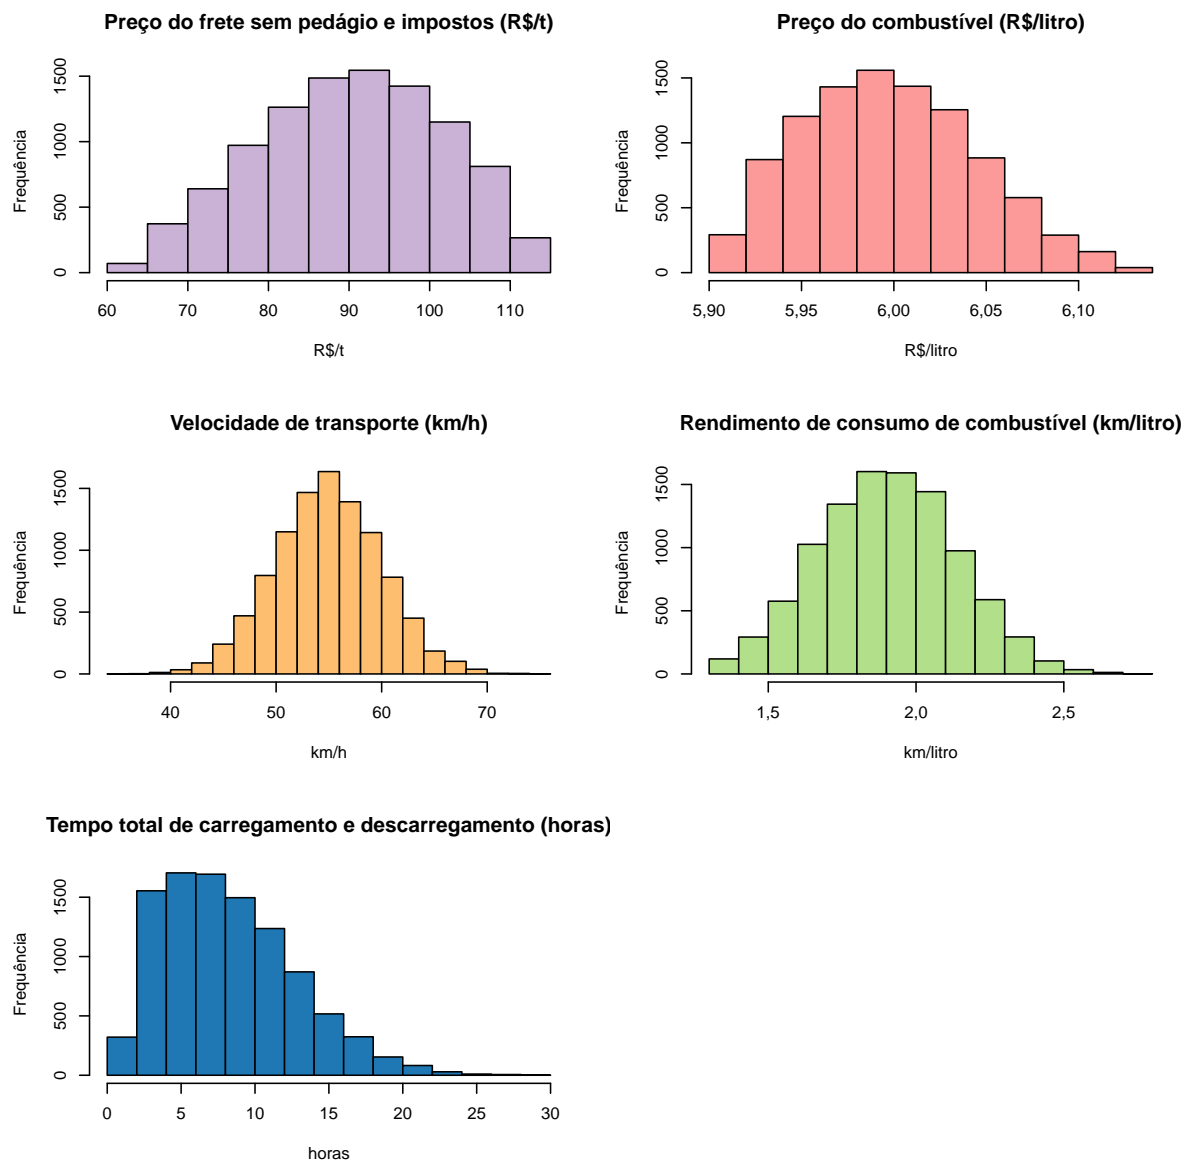 Preço do frete sem pedágio e impostos (R$/t)
Frequência
0 500 1000 1500
60 70 80 90 100 110
R$/t
Preço do combustível (R$/litro)
Frequência
0 500 1000 1500
5,90 5,95 6,00 6,05 6,10
R$/litro
Velocidade de transporte (km/h)
Frequência
0 500 1000 1500
40 50 60 70
km/h
Rendimento de consumo de combustível (km/litro)
Frequência
0 500 1000 1500
1,5 2,0 2,5
km/litro
Tempo total de carregamento e descarregamento (horas)
Frequência
0 500 1000 1500
0 5 10 15 20 25 30
horas